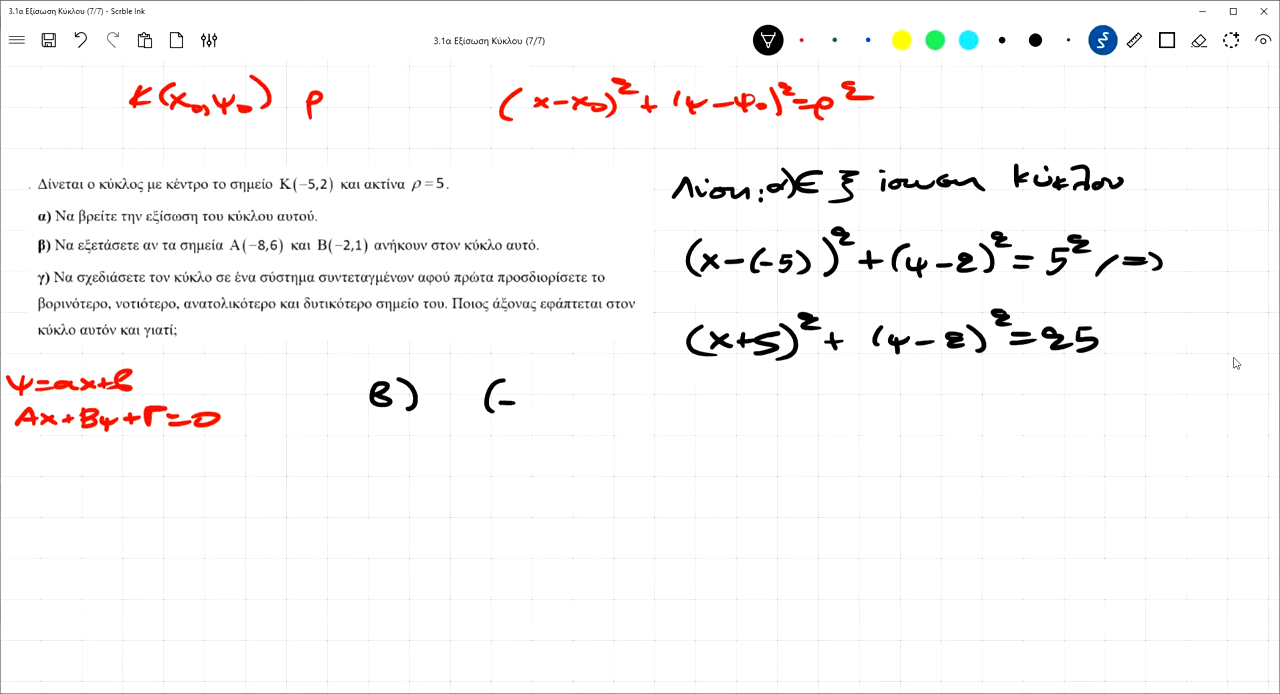 3.1α Εξίσωση Κύκλου (7/7) - Scrble Ink
3.1α Εξίσωση Κύκλου (7/7)
Κ(x₀,ψ₀) ρ (x-x₀)²+(ψ-ψ₀)²=ρ²
Δίνεται ο κύκλος με κέντρο το σημείο Κ(−5,2) και ακτίνα ρ=5.
α) Να βρείτε την εξίσωση του κύκλου αυτού.
β) Να εξετάσετε αν τα σημεία Α(−8,6) και Β(−2,1) ανήκουν στον κύκλο αυτό.
γ) Να σχεδιάσετε τον κύκλο σε ένα σύστημα συντεταγμένων αφού πρώτα προσδιορίσετε το
βορινότερο, νοτιότερο, ανατολικότερο και δυτικότερο σημείο του. Ποιος άξονας εφάπτεται στον
κύκλο αυτόν και γιατί;
Λύση: α) Εξίσωση κύκλου
(x-(-5))²+(ψ-2)²=5², =>
(x+5)²+(ψ-2)²=25
ψ=αx+β
Αx+Βψ+Γ=0
Β) (-